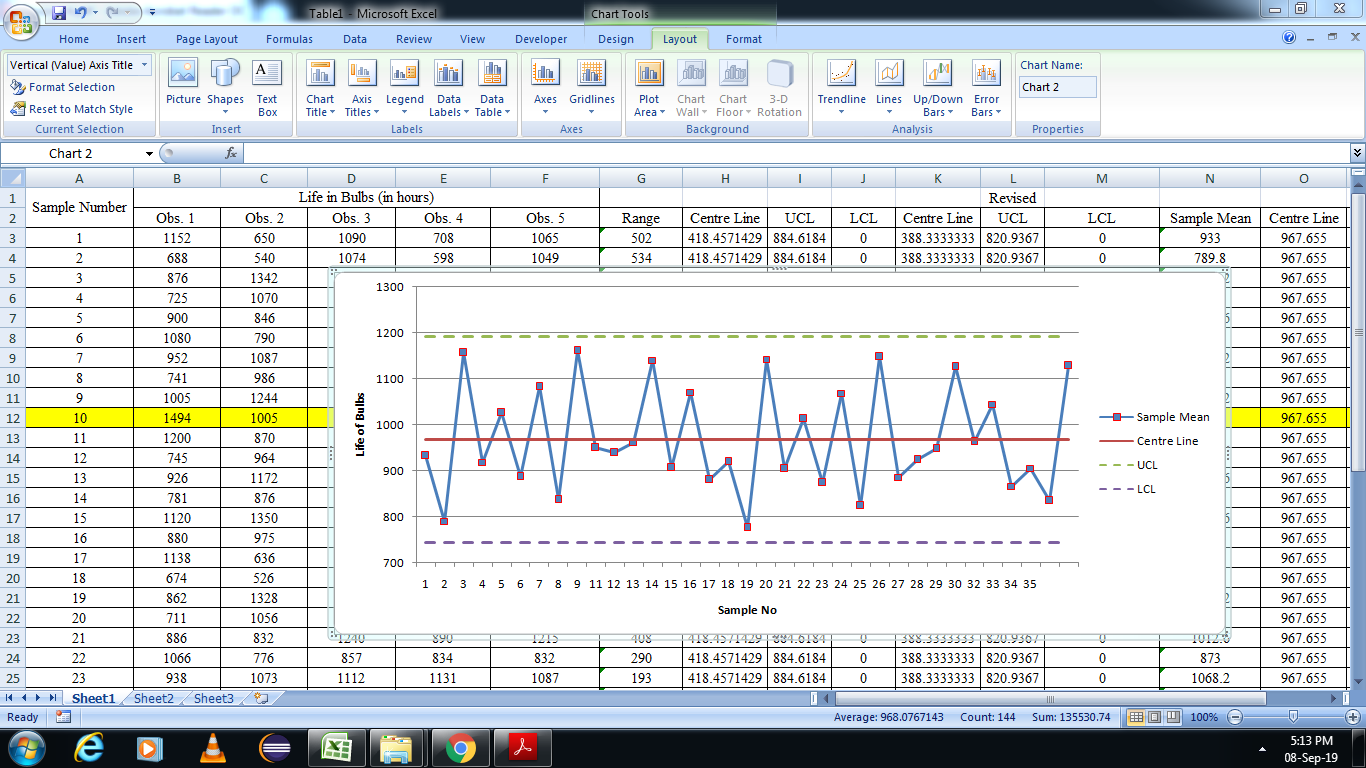 Table1 - Microsoft Excel
Chart Tools
Home Insert Page Layout Formulas Data Review View Developer Design Layout Format
Vertical (Value) Axis Title
Format Selection
Reset to Match Style
Current Selection
Picture Shapes Text Box
Insert
Chart Title Axis Titles Legend Data Labels Data Table
Labels
Axes Gridlines
Axes
Plot Area Chart Wall Chart Floor 3-D Rotation
Background
Trendline Lines Up/Down Bars Error Bars
Analysis
Chart Name:
Chart 2
Properties
Chart 2 fx
A B C D E F G H I J K L M N O
1 Sample Number Life in Bulbs (in hours) Revised
2 Obs. 1 Obs. 2 Obs. 3 Obs. 4 Obs. 5 Range Centre Line UCL LCL Centre Line UCL LCL Sample Mean Centre Line
3 1 1152 650 1090 708 1065 502 418.4571429 884.6184 0 388.3333333 820.9367 0 933 967.655
4 2 688 540 1074 598 1049 534 418.4571429 884.6184 0 388.3333333 820.9367 0 789.8 967.655
5 3 876 1342 967.655
6 4 725 1070 967.655
7 5 900 846 967.655
8 6 1080 790 967.655
9 7 952 1087 967.655
10 8 741 986 967.655
11 9 1005 1244 967.655
12 10 1494 1005 967.655
13 11 1200 870 967.655
14 12 745 964 967.655
15 13 926 1172 967.655
16 14 781 876 967.655
17 15 1120 1350 967.655
18 16 880 975 967.655
19 17 1138 636 967.655
20 18 674 526 967.655
21 19 862 1328 967.655
22 20 711 1056 967.655
23 21 886 832 1240 890 1215 408 418.4571429 884.6184 0 388.3333333 820.9367 0 1012.6 967.655
24 22 1066 776 857 834 832 290 418.4571429 884.6184 0 388.3333333 820.9367 0 873 967.655
25 23 938 1073 1112 1131 1087 193 418.4571429 884.6184 0 388.3333333 820.9367 0 1068.2 967.655
1300
1200
1100
1000
900
800
700
Life of Bulbs
1 2 3 4 5 6 7 8 9 11 12 13 14 15 16 17 18 19 20 21 22 23 24 25 26 27 28 29 30 32 33 34 35
Sample No
Sample Mean
Centre Line
UCL
LCL
Sheet1 Sheet2 Sheet3
Ready Average: 968.0767143 Count: 144 Sum: 135530.74 100%
5:13 PM
08-Sep-19